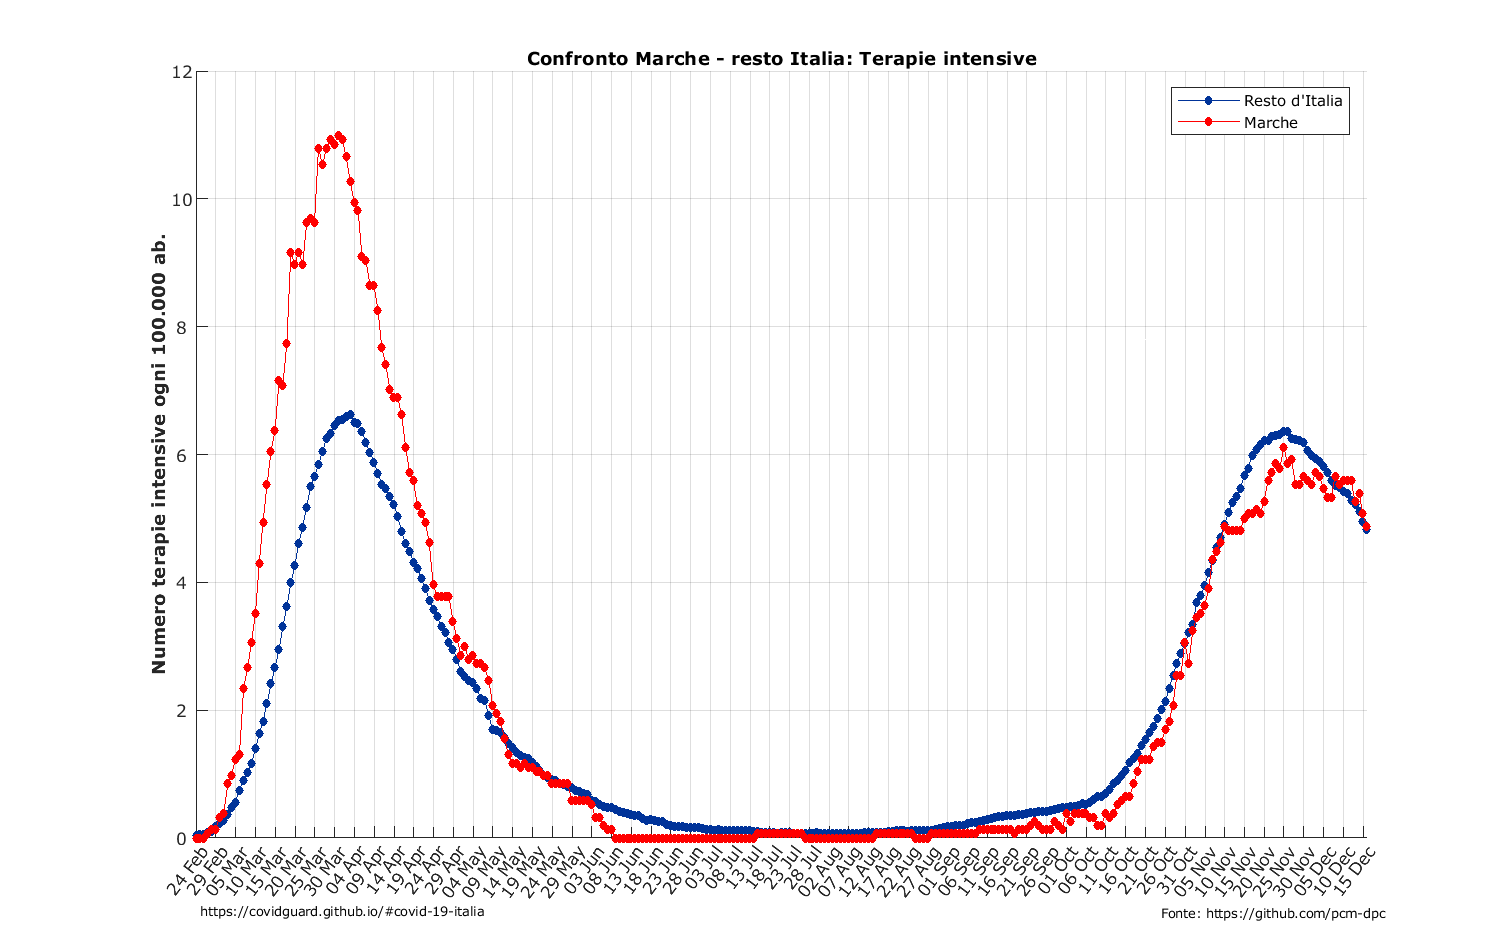 Confronto Marche - resto Italia: Terapie intensive
Resto d'Italia
Marche
Numero terapie intensive ogni 100.000 ab.
12
10
8
6
4
2
0
24 Feb
29 Feb
05 Mar
10 Mar
15 Mar
20 Mar
25 Mar
30 Mar
04 Apr
09 Apr
14 Apr
19 Apr
24 Apr
29 Apr
04 May
09 May
14 May
19 May
24 May
29 May
03 Jun
08 Jun
13 Jun
18 Jun
23 Jun
28 Jun
03 Jul
08 Jul
13 Jul
18 Jul
23 Jul
28 Jul
02 Aug
07 Aug
12 Aug
17 Aug
22 Aug
27 Aug
01 Sep
06 Sep
11 Sep
16 Sep
21 Sep
26 Sep
01 Oct
06 Oct
11 Oct
16 Oct
21 Oct
26 Oct
31 Oct
05 Nov
10 Nov
15 Nov
20 Nov
25 Nov
30 Nov
05 Dec
10 Dec
15 Dec
https://covidguard.github.io/#covid-19-italia
Fonte: https://github.com/pcm-dpc